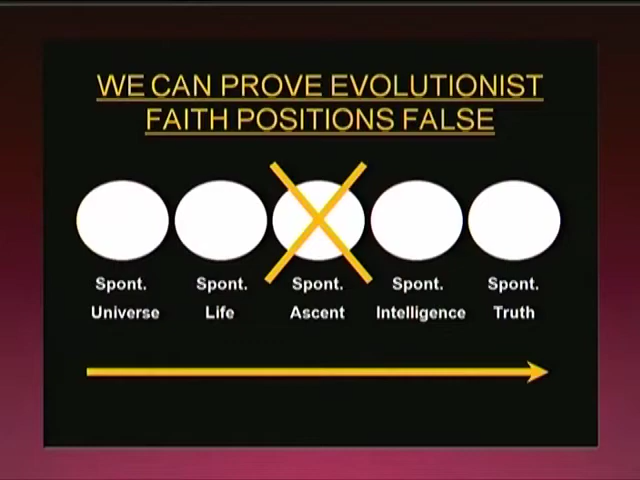 WE CAN PROVE EVOLUTIONIST
FAITH POSITIONS FALSE
Spont. Spont. Spont. Spont. Spont.
Universe Life Ascent Intelligence Truth